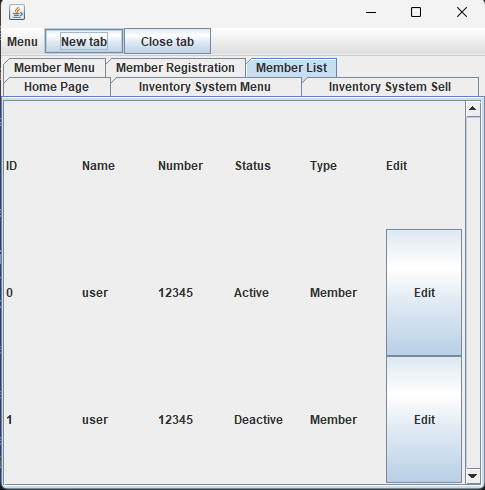 Menu New tab Close tab
Member Menu Member Registration Member List
Home Page Inventory System Menu Inventory System Sell
ID Name Number Status Type Edit
0 user 12345 Active Member Edit
1 user 12345 Deactive Member Edit